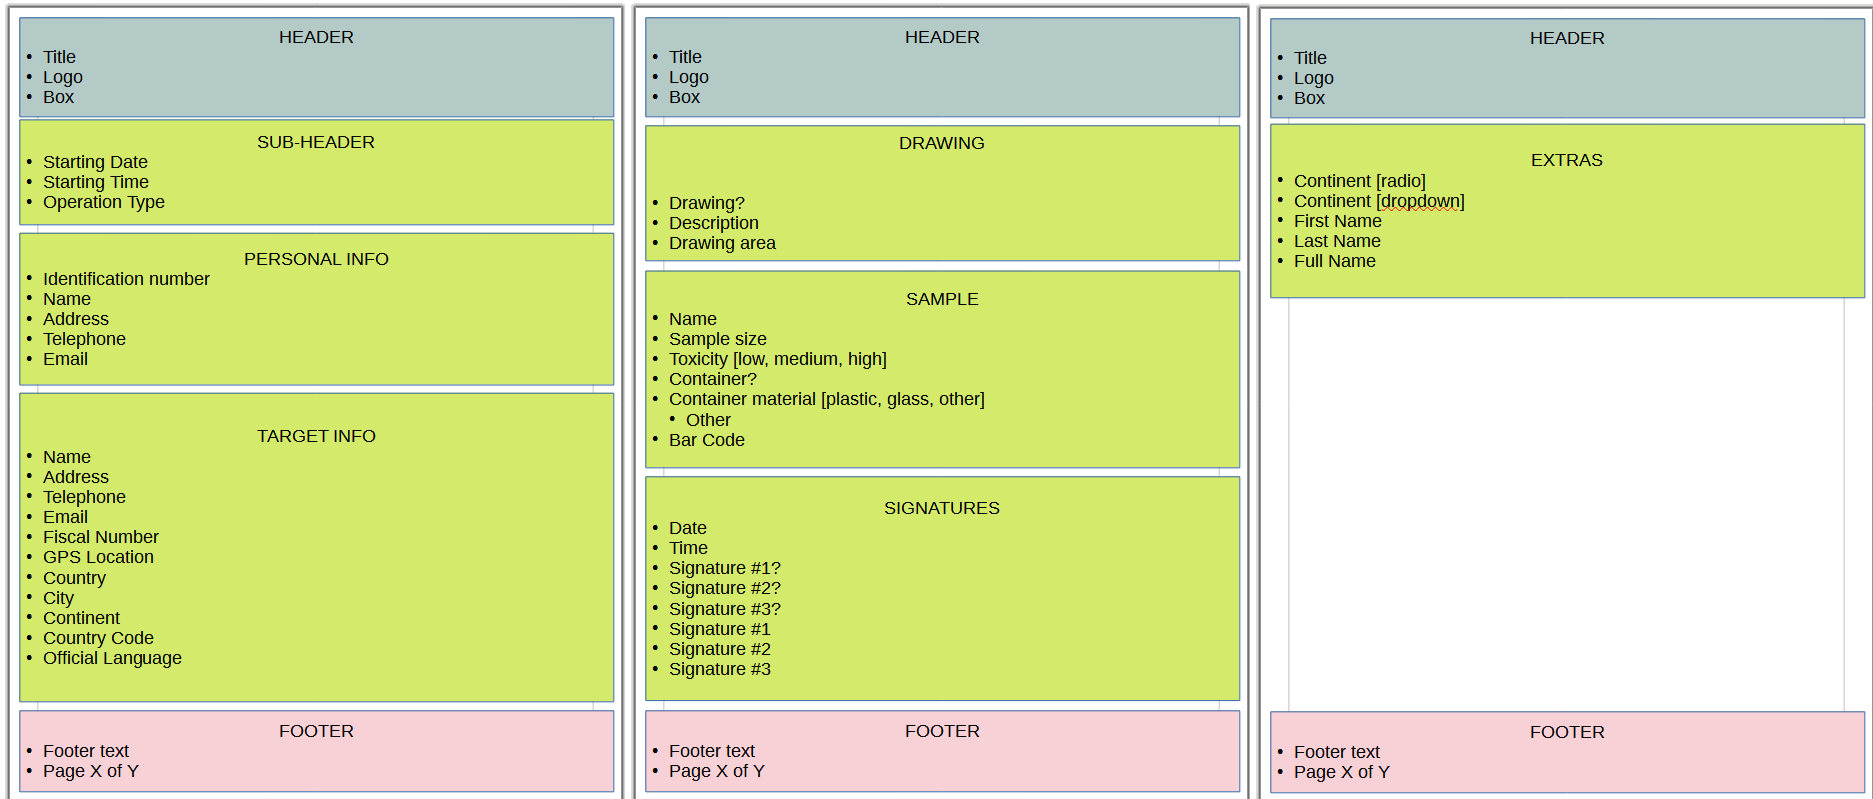 HEADER
• Title
• Logo
• Box
SUB-HEADER
• Starting Date
• Starting Time
• Operation Type
PERSONAL INFO
• Identification number
• Name
• Address
• Telephone
• Email
TARGET INFO
• Name
• Address
• Telephone
• Email
• Fiscal Number
• GPS Location
• Country
• City
• Continent
• Country Code
• Official Language
FOOTER
• Footer text
• Page X of Y
HEADER
• Title
• Logo
• Box
DRAWING
• Drawing?
• Description
• Drawing area
SAMPLE
• Name
• Sample size
• Toxicity [low, medium, high]
• Container?
• Container material [plastic, glass, other]
• Other
• Bar Code
SIGNATURES
• Date
• Time
• Signature #1?
• Signature #2?
• Signature #3?
• Signature #1
• Signature #2
• Signature #3
FOOTER
• Footer text
• Page X of Y
HEADER
• Title
• Logo
• Box
EXTRAS
• Continent [radio]
• Continent [dropdown]
• First Name
• Last Name
• Full Name
FOOTER
• Footer text
• Page X of Y